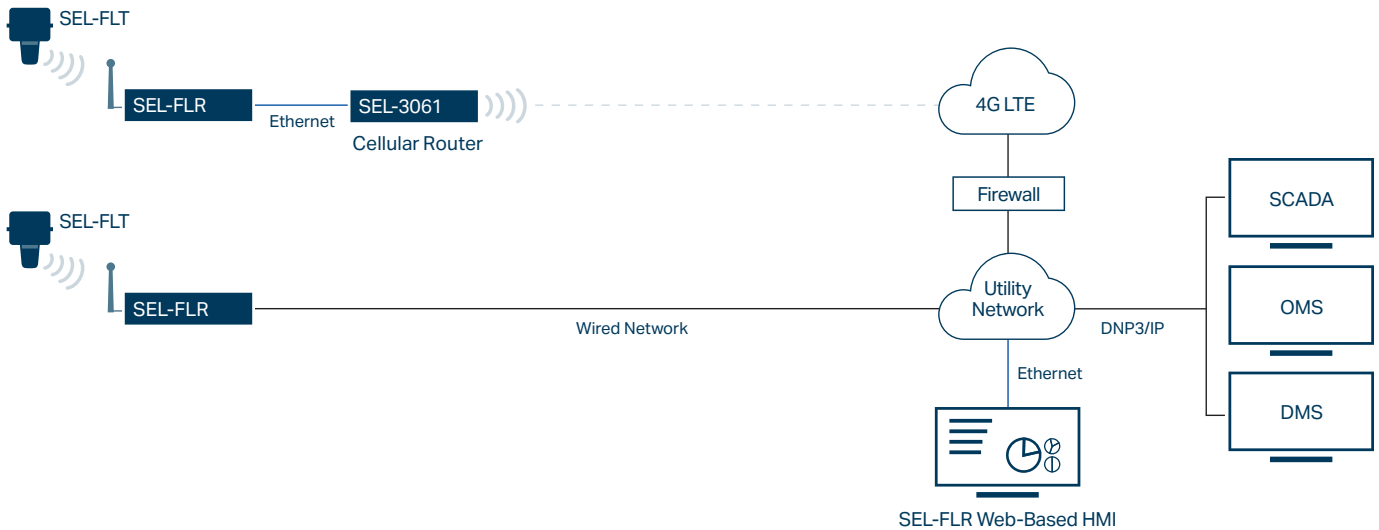 SEL-FLT
SEL-FLR
Ethernet
SEL-3061
Cellular Router
4G LTE
Firewall
SEL-FLT
SEL-FLR
Wired Network
Utility
Network
DNP3/IP
SCADA
OMS
DMS
Ethernet
SEL-FLR Web-Based HMI